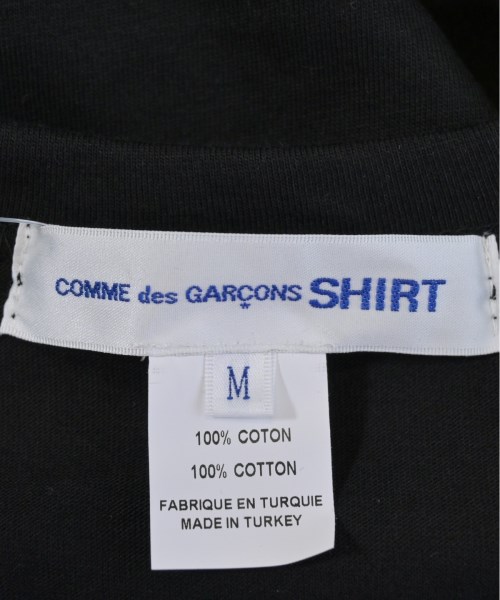 COMME des GARÇONS SHIRT
M
100% COTON
100% COTTON
FABRIQUE EN TURQUIE
MADE IN TURKEY